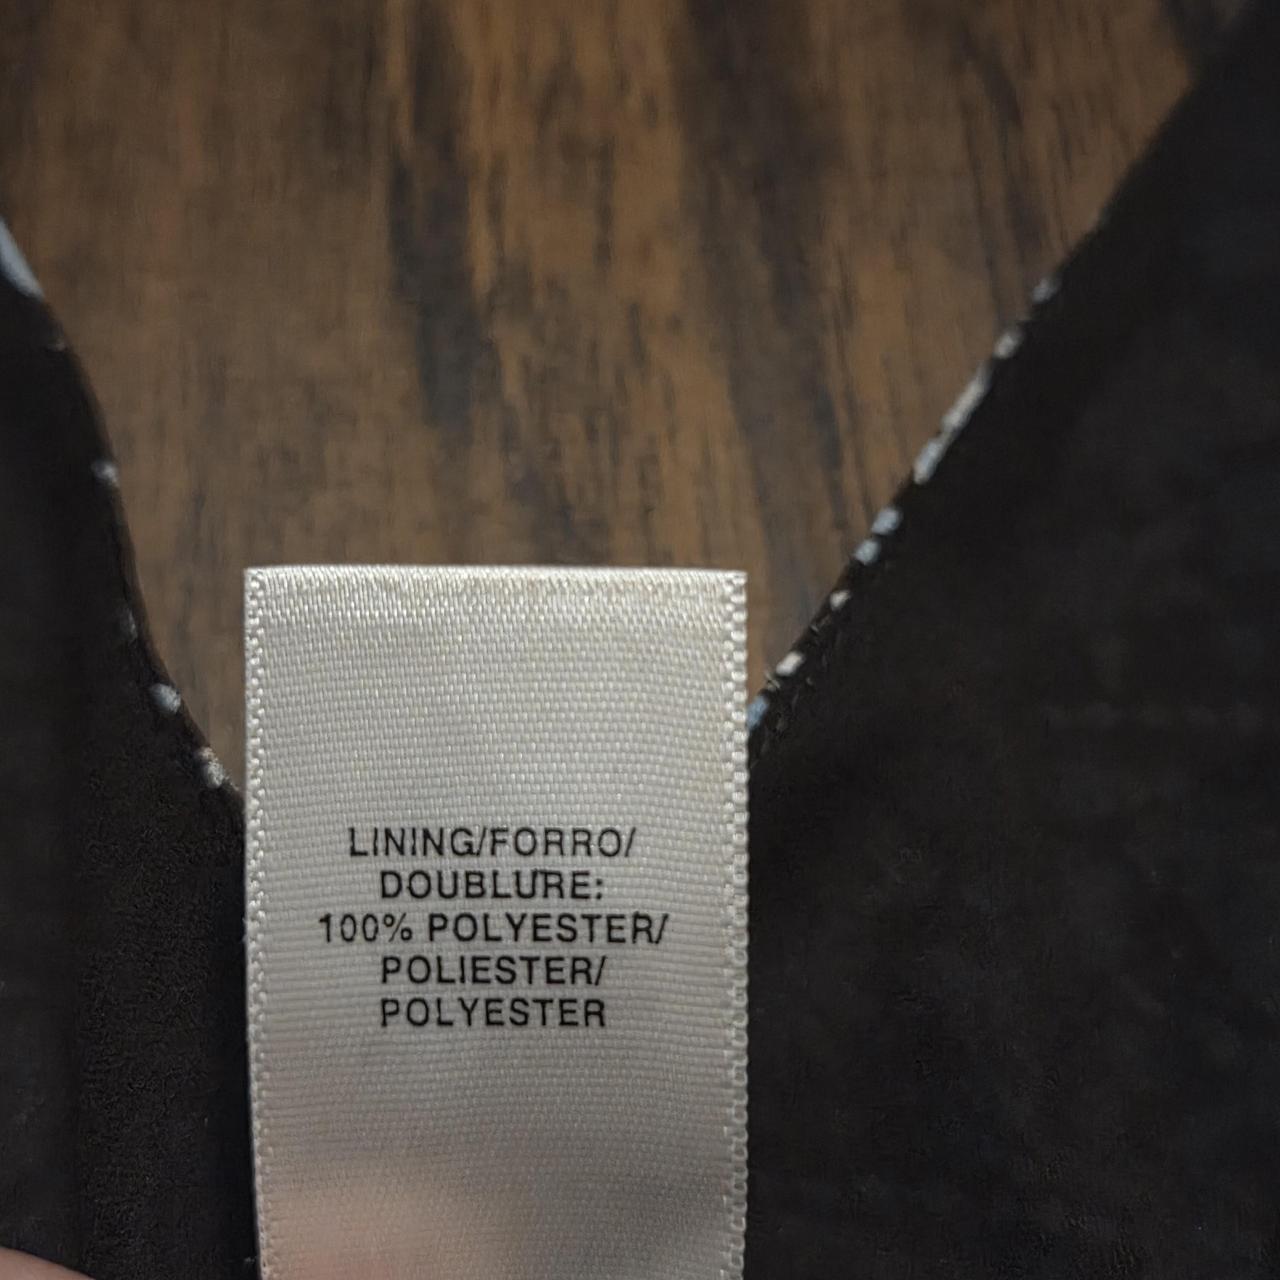 LINING/FORRO/
DOUBLURE:
100% POLYESTER/
POLIESTER/
POLYESTER